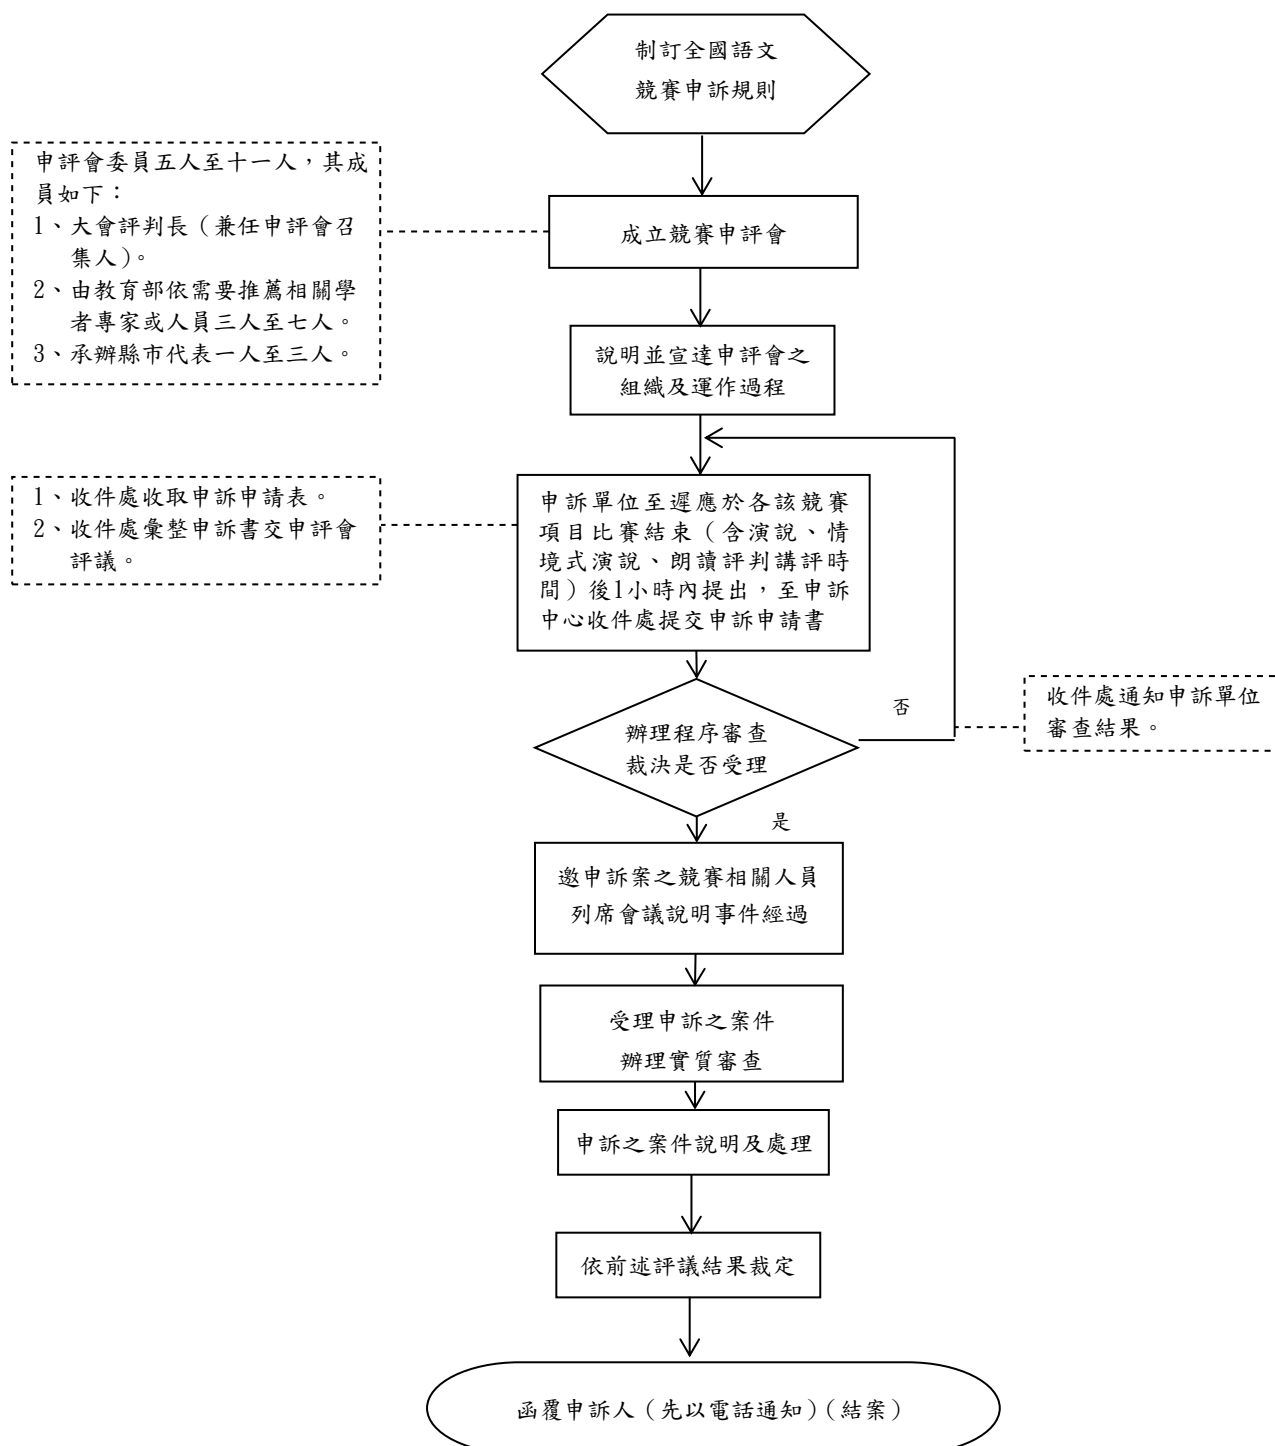 制訂全國語文
競賽申訴規則
申評會委員五人至十一人，其成
員如下：
1、大會評判長（兼任申評會召
集人）。
2、由教育部依需要推薦相關學
者專家或人員三人至七人。
3、承辦縣市代表一人至三人。
成立競賽申評會
說明並宣達申評會之
組織及運作過程
1、收件處收取申訴申請表。
2、收件處彙整申訴書交申評會
評議。
申訴單位至遲應於各該競賽
項目比賽結束（含演說、情
境式演說、朗讀評判講評時
間）後1小時內提出，至申訴
中心收件處提交申訴申請書
辦理程序審查
裁決是否受理
否
收件處通知申訴單位
審查結果。
是
邀申訴案之競賽相關人員
列席會議說明事件經過
受理申訴之案件
辦理實質審查
申訴之案件說明及處理
依前述評議結果裁定
函覆申訴人（先以電話通知）（結案）